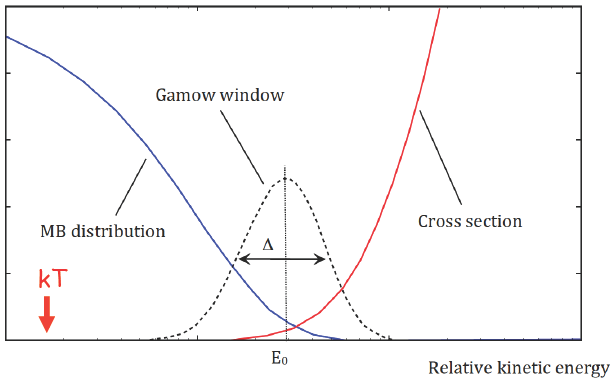 Gamow window
MB distribution
Δ
Cross section
kT
E₀
Relative kinetic energy